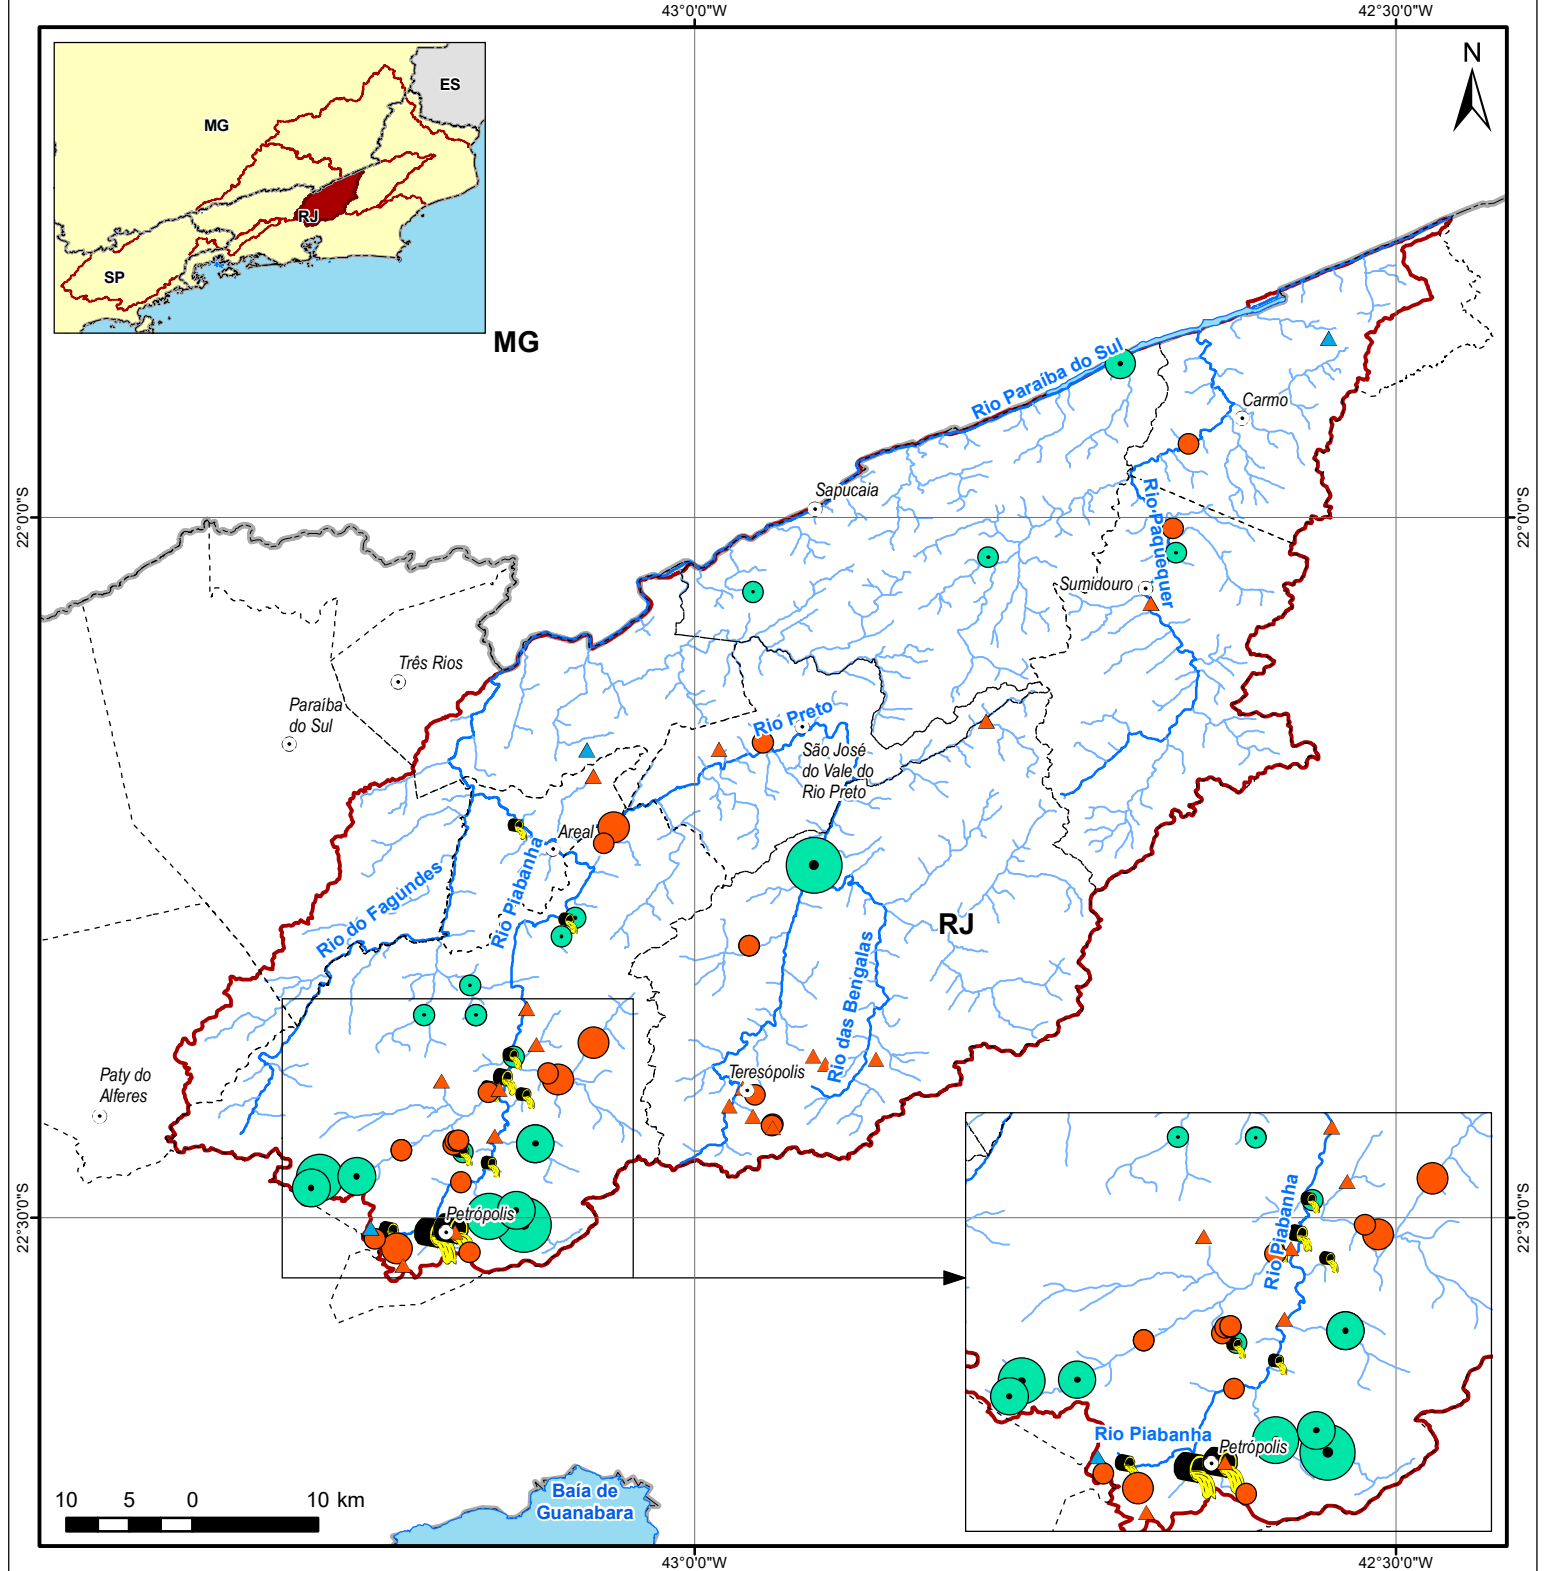 43°0'0"W
42°30'0"W
N
ES
MG
RJ
SP
MG
Rio Paraíba do Sul
Carmo
Sapucaia
22°0'0"S
22°0'0"S
Rio Paquequer
Sumidouro
Três Rios
Paraíba
do Sul
Rio Preto
São José
do Vale do
Rio Preto
Areal
Rio Piabanha
Rio do Fagundes
RJ
Rio das Bengalas
Teresópolis
Paty do
Alferes
Petrópolis
22°30'0"S
22°30'0"S
Rio Piabanha
Rio Piabanha
Petrópolis
10 5 0 10 km
Baía de
Guanabara
43°0'0"W
42°30'0"W